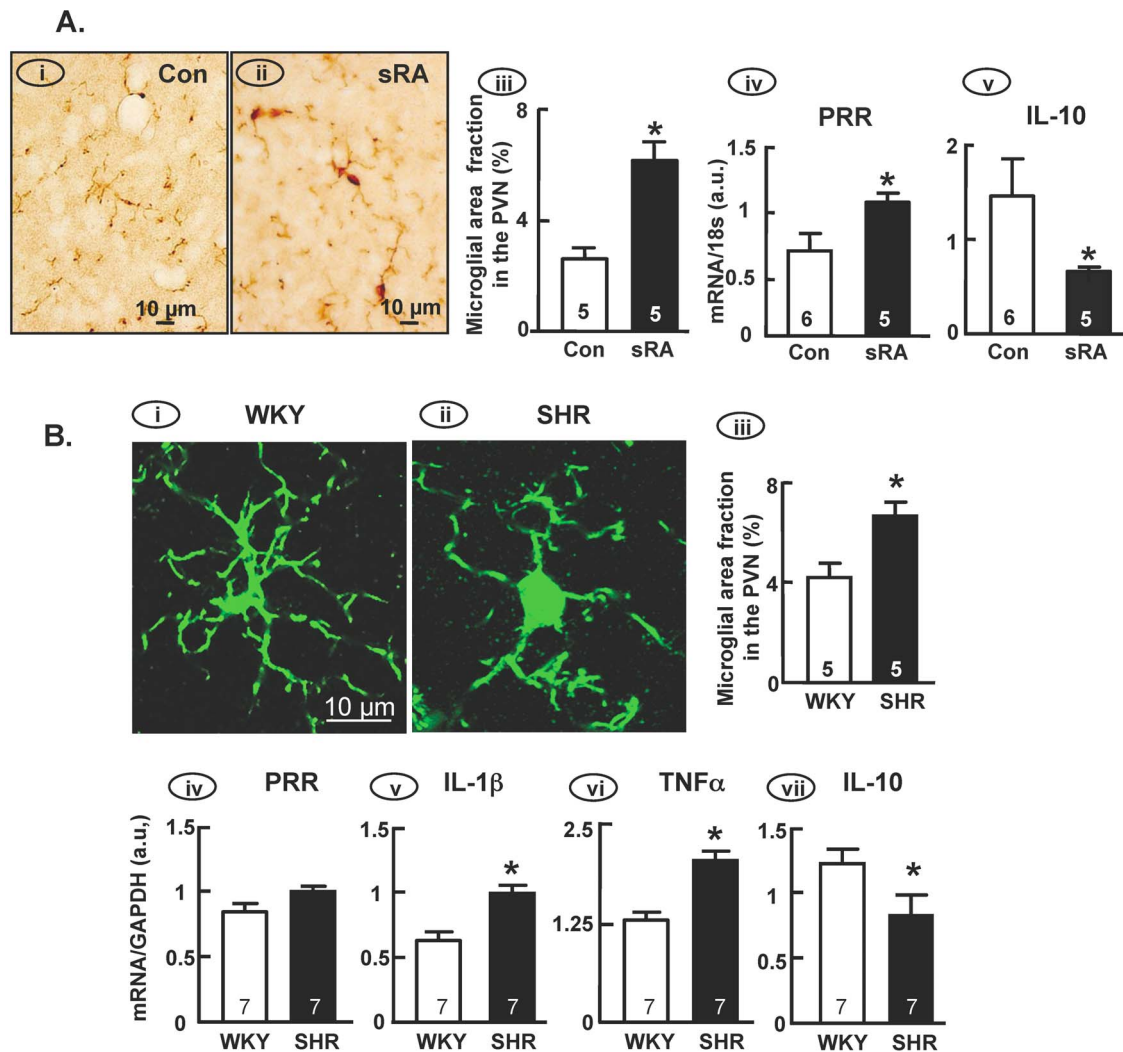 A.
i Con
10 µm
ii sRA
10 µm
iii
Microglial area fraction
in the PVN (%)
8
4
0
*
5 5
Con sRA
iv
PRR
mRNA/18s (a.u.)
1.5
1
0.5
0
*
6 5
Con sRA
v
IL-10
2
1
0
*
6 5
Con sRA
B.
i WKY
10 µm
ii SHR
iii
Microglial area fraction
in the PVN (%)
8
4
0
*
5 5
WKY SHR
iv PRR
mRNA/GAPDH (a.u,)
1.5
1
0.5
0
7 7
WKY SHR
v IL-1β
1.5
1
0.5
0
*
7 7
WKY SHR
vi TNFα
2.5
1.25
0
*
7 7
WKY SHR
vii IL-10
1.5
1
0.5
0
*
7 7
WKY SHR